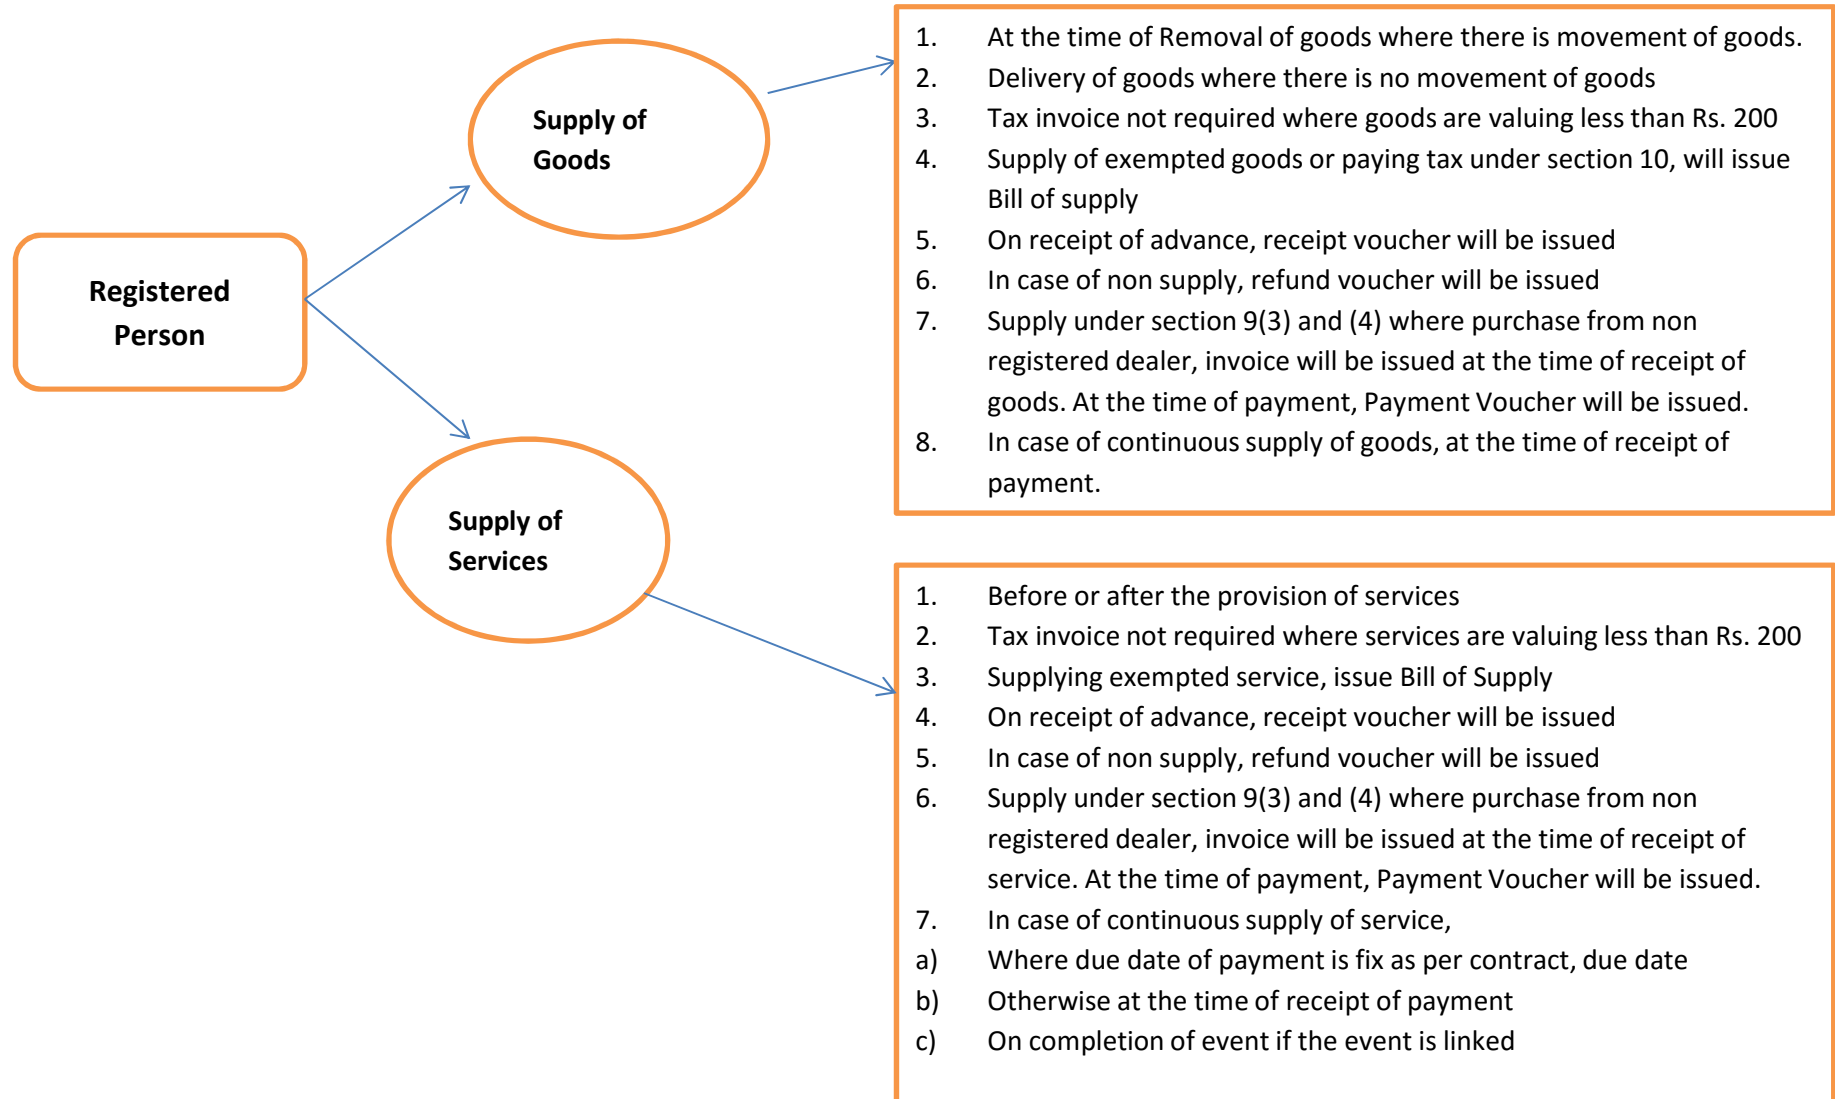 Registered
Person
Supply of
Goods
1. At the time of Removal of goods where there is movement of goods.
2. Delivery of goods where there is no movement of goods
3. Tax invoice not required where goods are valuing less than Rs. 200
4. Supply of exempted goods or paying tax under section 10, will issue
Bill of supply
5. On receipt of advance, receipt voucher will be issued
6. In case of non supply, refund voucher will be issued
7. Supply under section 9(3) and (4) where purchase from non
registered dealer, invoice will be issued at the time of receipt of
goods. At the time of payment, Payment Voucher will be issued.
8. In case of continuous supply of goods, at the time of receipt of
payment.
Supply of
Services
1. Before or after the provision of services
2. Tax invoice not required where services are valuing less than Rs. 200
3. Supplying exempted service, issue Bill of Supply
4. On receipt of advance, receipt voucher will be issued
5. In case of non supply, refund voucher will be issued
6. Supply under section 9(3) and (4) where purchase from non
registered dealer, invoice will be issued at the time of receipt of
service. At the time of payment, Payment Voucher will be issued.
7. In case of continuous supply of service,
a) Where due date of payment is fix as per contract, due date
b) Otherwise at the time of receipt of payment
c) On completion of event if the event is linked